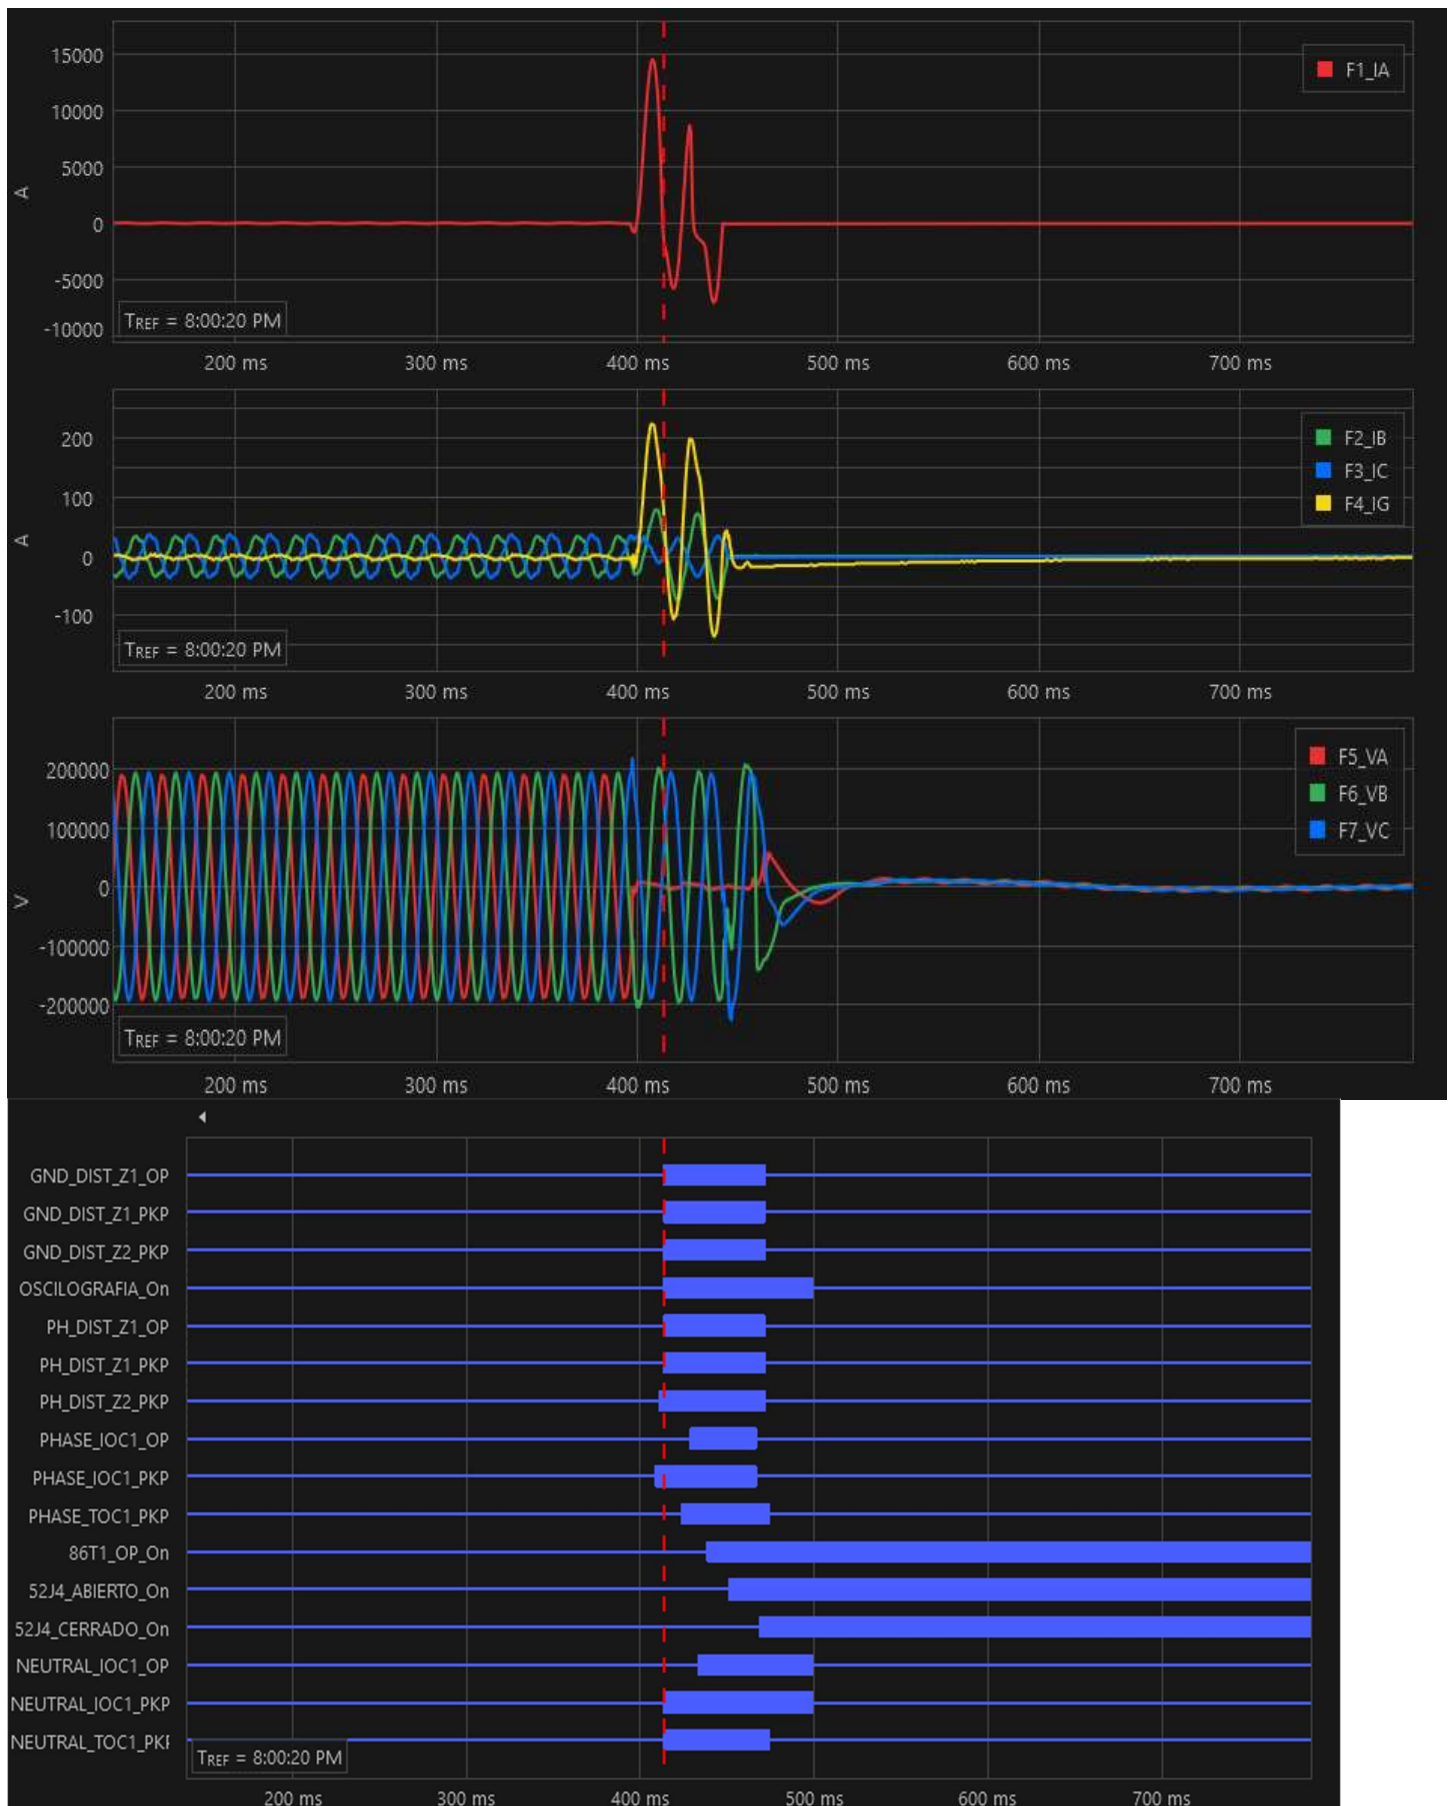 15000
10000
5000
0
-5000
-10000
A
F1_IA
TREF = 8:00:20 PM
200 ms 300 ms 400 ms 500 ms 600 ms 700 ms
200
100
0
-100
A
F2_IB
F3_IC
F4_IG
TREF = 8:00:20 PM
200 ms 300 ms 400 ms 500 ms 600 ms 700 ms
200000
100000
0
-100000
-200000
V
F5_VA
F6_VB
F7_VC
TREF = 8:00:20 PM
200 ms 300 ms 400 ms 500 ms 600 ms 700 ms
GND_DIST_Z1_OP
GND_DIST_Z1_PKP
GND_DIST_Z2_PKP
OSCILOGRAFIA_On
PH_DIST_Z1_OP
PH_DIST_Z1_PKP
PH_DIST_Z2_PKP
PHASE_IOC1_OP
PHASE_IOC1_PKP
PHASE_TOC1_PKP
86T1_OP_On
52J4_ABIERTO_On
52J4_CERRADO_On
NEUTRAL_IOC1_OP
NEUTRAL_IOC1_PKP
NEUTRAL_TOC1_PK
TREF = 8:00:20 PM
200 ms 300 ms 400 ms 500 ms 600 ms 700 ms